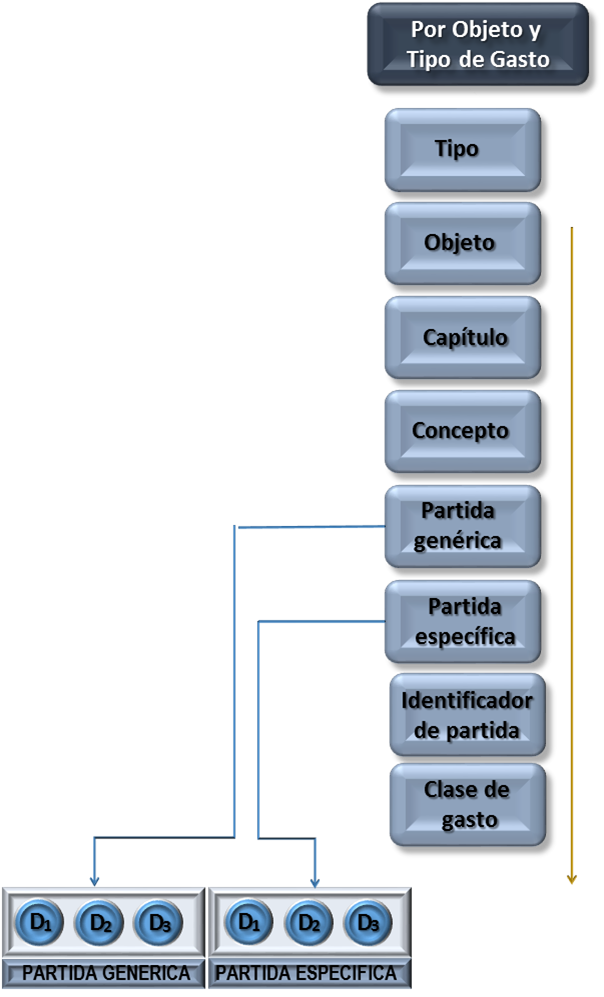 Por Objeto y
Tipo de Gasto
Tipo
Objeto
Capítulo
Concepto
Partida
genérica
Partida
específica
Identificador
de partida
Clase de
gasto
D1 D2 D3 D1 D2 D3
PARTIDA GENERICA PARTIDA ESPECIFICA